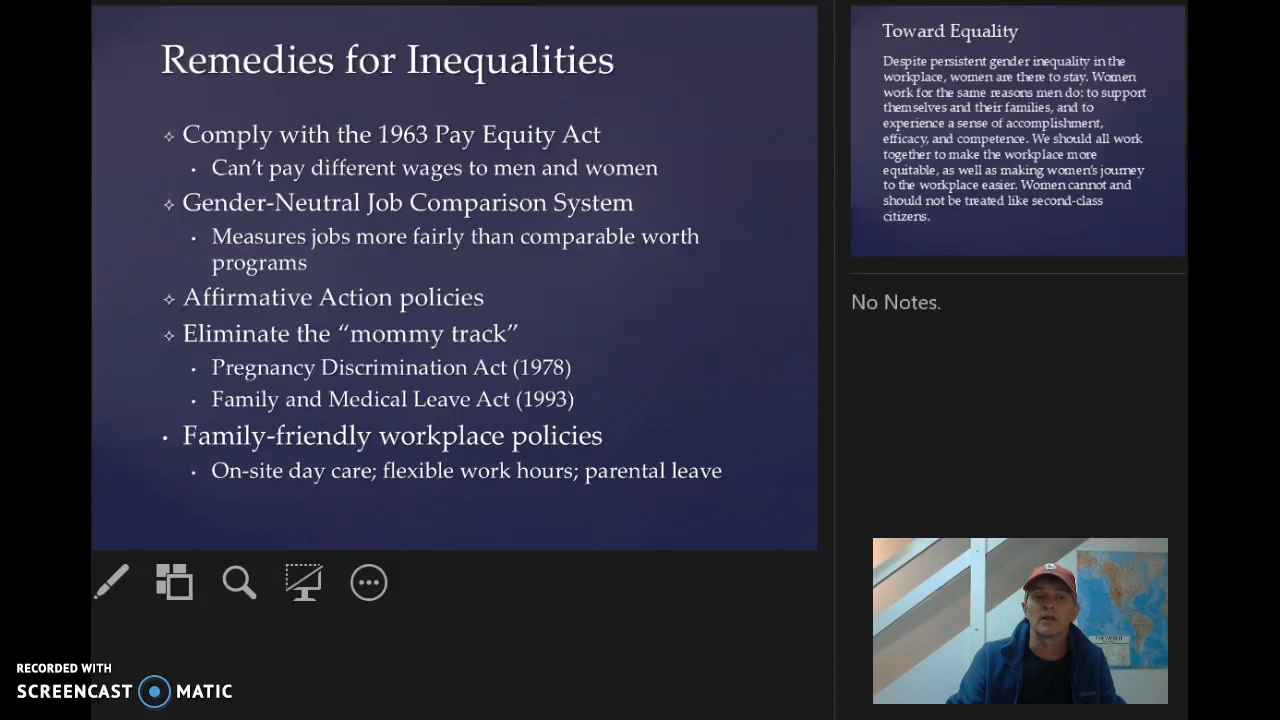 Remedies for Inequalities
Comply with the 1963 Pay Equity Act
Can't pay different wages to men and women
Gender-Neutral Job Comparison System
Measures jobs more fairly than comparable worth
programs
Affirmative Action policies
Eliminate the “mommy track”
Pregnancy Discrimination Act (1978)
Family and Medical Leave Act (1993)
Family-friendly workplace policies
On-site day care; flexible work hours; parental leave
Toward Equality
Despite persistent gender inequality in the
workplace, women are there to stay. Women
work for the same reasons men do: to support
themselves and their families, and to
experience a sense of accomplishment,
efficacy, and competence. We should all work
together to make the workplace more
equitable, as well as making women's journey
to the workplace easier. Women cannot and
should not be treated like second-class
citizens.
No Notes.
THE WORLD
RECORDED WITH
SCREENCAST MATIC